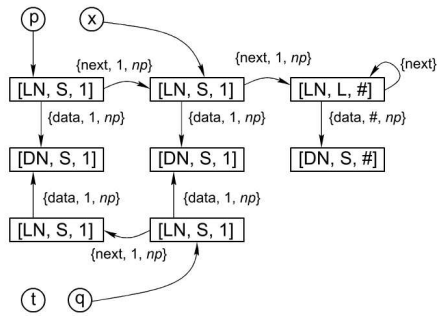 p x
{next, 1, np} {next, 1, np} {next}
[LN, S, 1] [LN, S, 1] [LN, L, #]
{data, 1, np} {data, 1, np} {data, #, np}
[DN, S, 1] [DN, S, 1] [DN, S, #]
{data, 1, np} {data, 1, np}
[LN, S, 1] [LN, S, 1]
{next, 1, np}
t q